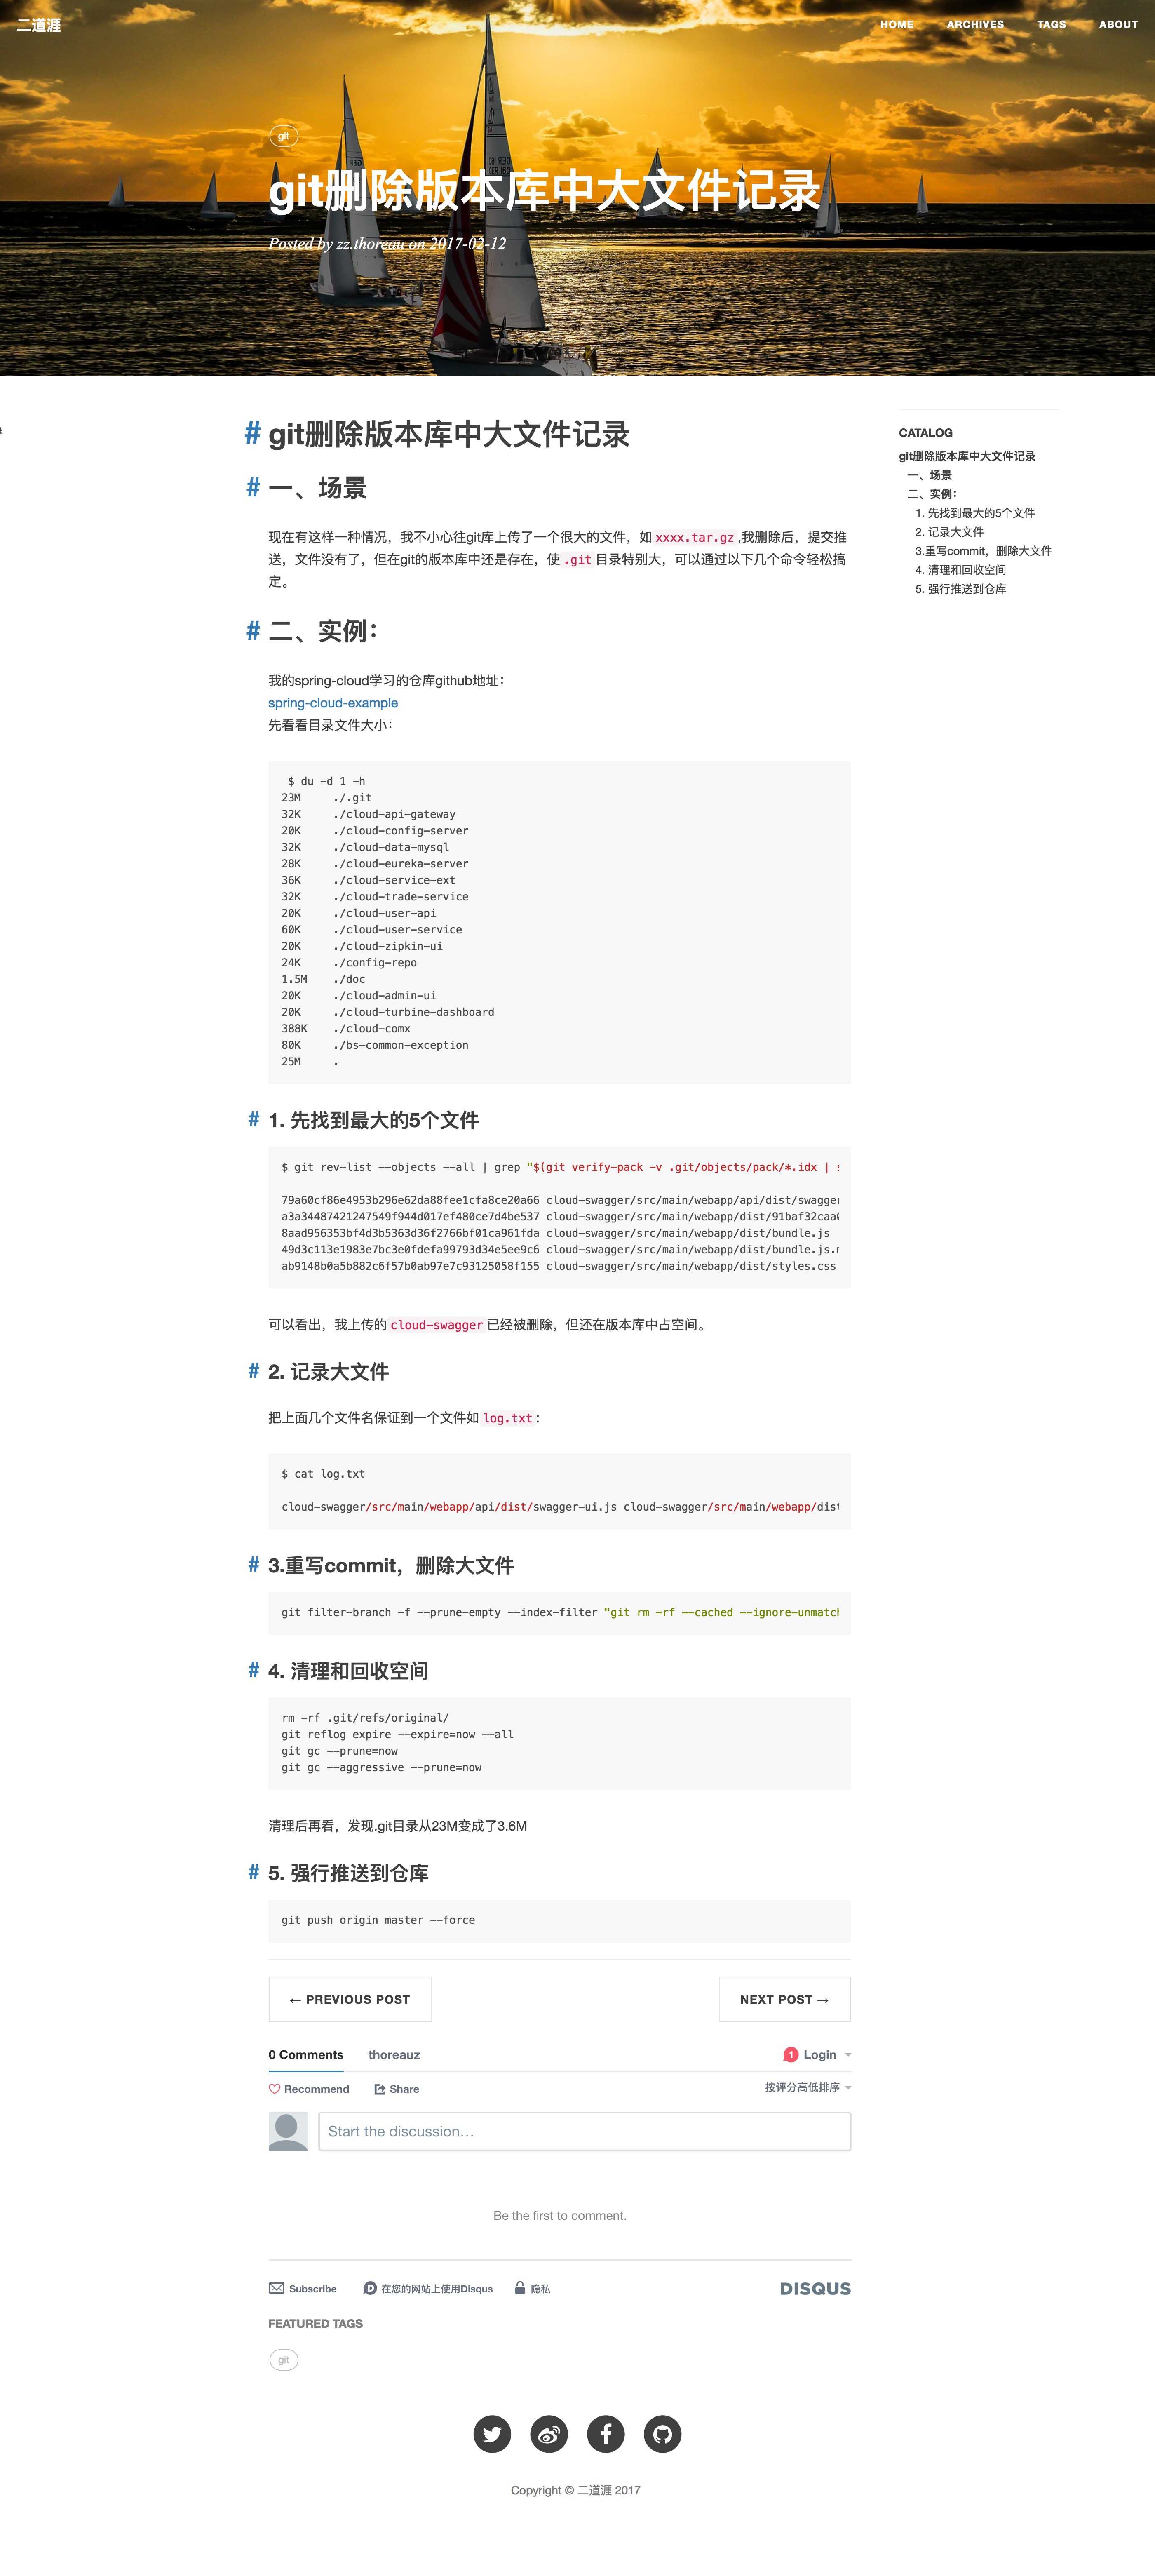 二道涯
HOME ARCHIVES TAGS ABOUT
git
git删除版本库中大文件记录
Posted by zz.thoreau on 2017-02-12
# git删除版本库中大文件记录
# 一、场景
现在有这样一种情况，我不小心往git库上传了一个很大的文件，如 xxxx.tar.gz ,我删除后，提交推
送，文件没有了，但在git的版本库中还是存在，使 .git 目录特别大，可以通过以下几个命令轻松搞
定。
# 二、实例：
我的spring-cloud学习的仓库github地址：
spring-cloud-example
先看看目录文件大小：
$ du -d 1 -h
23M ./.git
32K ./cloud-api-gateway
20K ./cloud-config-server
32K ./cloud-data-mysql
28K ./cloud-eureka-server
36K ./cloud-service-ext
32K ./cloud-trade-service
20K ./cloud-user-api
60K ./cloud-user-service
20K ./cloud-zipkin-ui
24K ./config-repo
1.5M ./doc
20K ./cloud-admin-ui
20K ./cloud-turbine-dashboard
388K ./cloud-comx
80K ./bs-common-exception
25M .
# 1. 先找到最大的5个文件
$ git rev-list --objects --all | grep "$(git verify-pack -v .git/objects/pack/*.idx |
79a60cf86e4953b296e62da88fee1cfa8ce20a66 cloud-swagger/src/main/webapp/api/dist/swagger
a3a34487421247549f944d017ef480ce7d4be537 cloud-swagger/src/main/webapp/dist/91baf32caa
8aad956353bf4d3b5363d36f2766bf01ca961fda cloud-swagger/src/main/webapp/dist/bundle.js
49d3c113e1983e7bc3e0fdefa99793d34e5ee9c6 cloud-swagger/src/main/webapp/dist/bundle.js.
ab9148b0a5b882c6f57b0ab97e7c93125058f155 cloud-swagger/src/main/webapp/dist/styles.css
可以看出，我上传的 cloud-swagger 已经被删除，但还在版本库中占空间。
# 2. 记录大文件
把上面几个文件名保证到一个文件如 log.txt :
$ cat log.txt
cloud-swagger/src/main/webapp/api/dist/swagger-ui.js cloud-swagger/src/main/webapp/dist
# 3.重写commit，删除大文件
git filter-branch -f --prune-empty --index-filter "git rm -rf --cached --ignore-unmatch
# 4. 清理和回收空间
rm -rf .git/refs/original/
git reflog expire --expire=now --all
git gc --prune=now
git gc --aggressive --prune=now
清理后再看，发现.git目录从23M变成了3.6M
# 5. 强行推送到仓库
git push origin master --force
← PREVIOUS POST NEXT POST →
0 Comments thoreauz 1 Login
Recommend Share 按评分高低排序
Start the discussion…
Be the first to comment.
Subscribe D 在您的网站上使用Disqus 隐私 DISQUS
FEATURED TAGS
git
Copyright © 二道涯 2017
CATALOG
git删除版本库中大文件记录
一、场景
二、实例：
1. 先找到最大的5个文件
2. 记录大文件
3.重写commit，删除大文件
4. 清理和回收空间
5. 强行推送到仓库